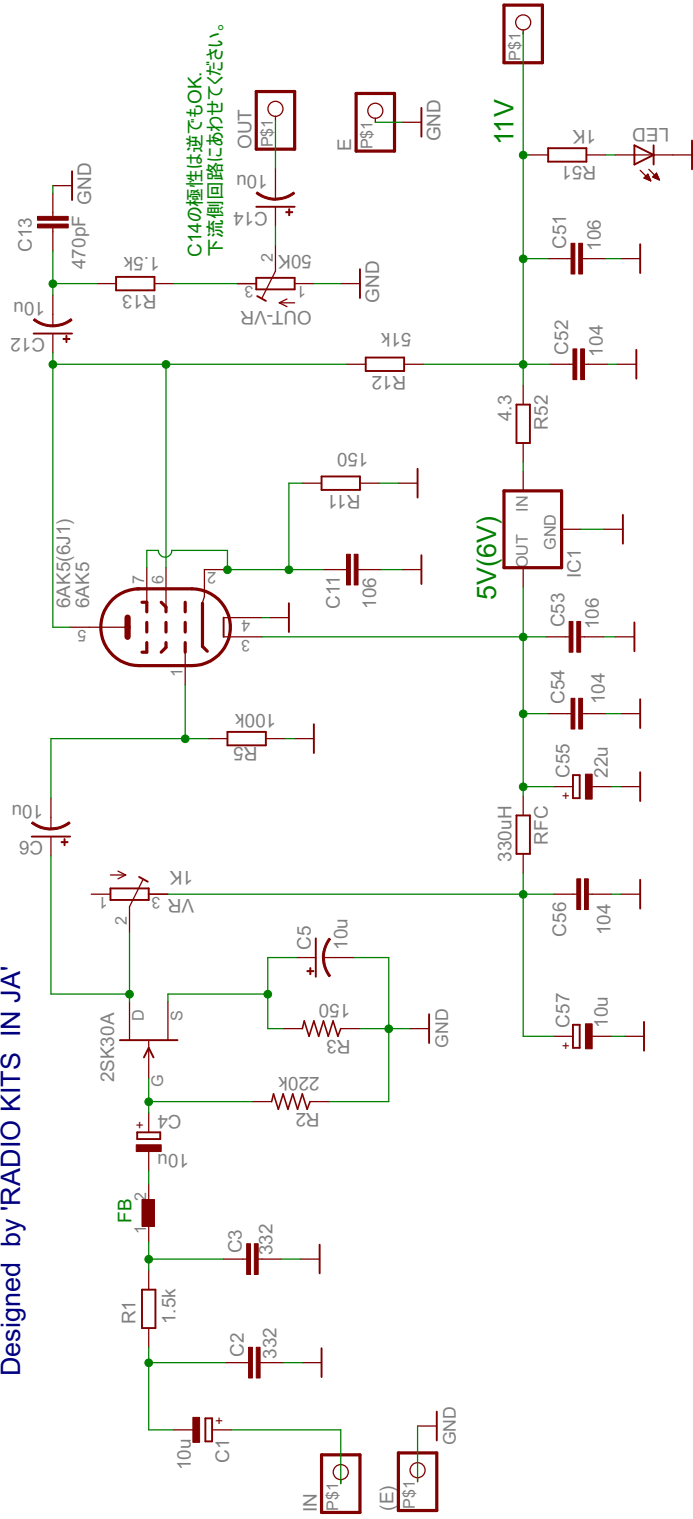 Designed by 'RADIO KITS IN JA'
IN
P$1
(E)
P$1
GND
10u
C1
C2
332
R1
1.5k
C3
332
FB
1
2
C4
10u
2SK30A
G
D
S
R2
220k
R3
150
C5
10u
GND
VR
1K
1
2
3
C6
10u
R5
100k
6AK5(6J1)
6AK5
5
7
6
2
1
3
4
C11
106
R11
150
R12
51k
C12
10u
C13
470pF
GND
R13
1.5k
OUT-VR
50K
3
2
1
GND
C14
10u
C14の極性は逆でもOK.
下流側回路にあわせてください。
OUT
P$1
E
P$1
GND
C57
10u
C56
104
330uH
RFC
C55
22u
C54
104
C53
106
5V(6V)
OUT
IN
GND
IC1
4.3
R52
C52
104
C51
106
11V
R51
1K
LED
P$1